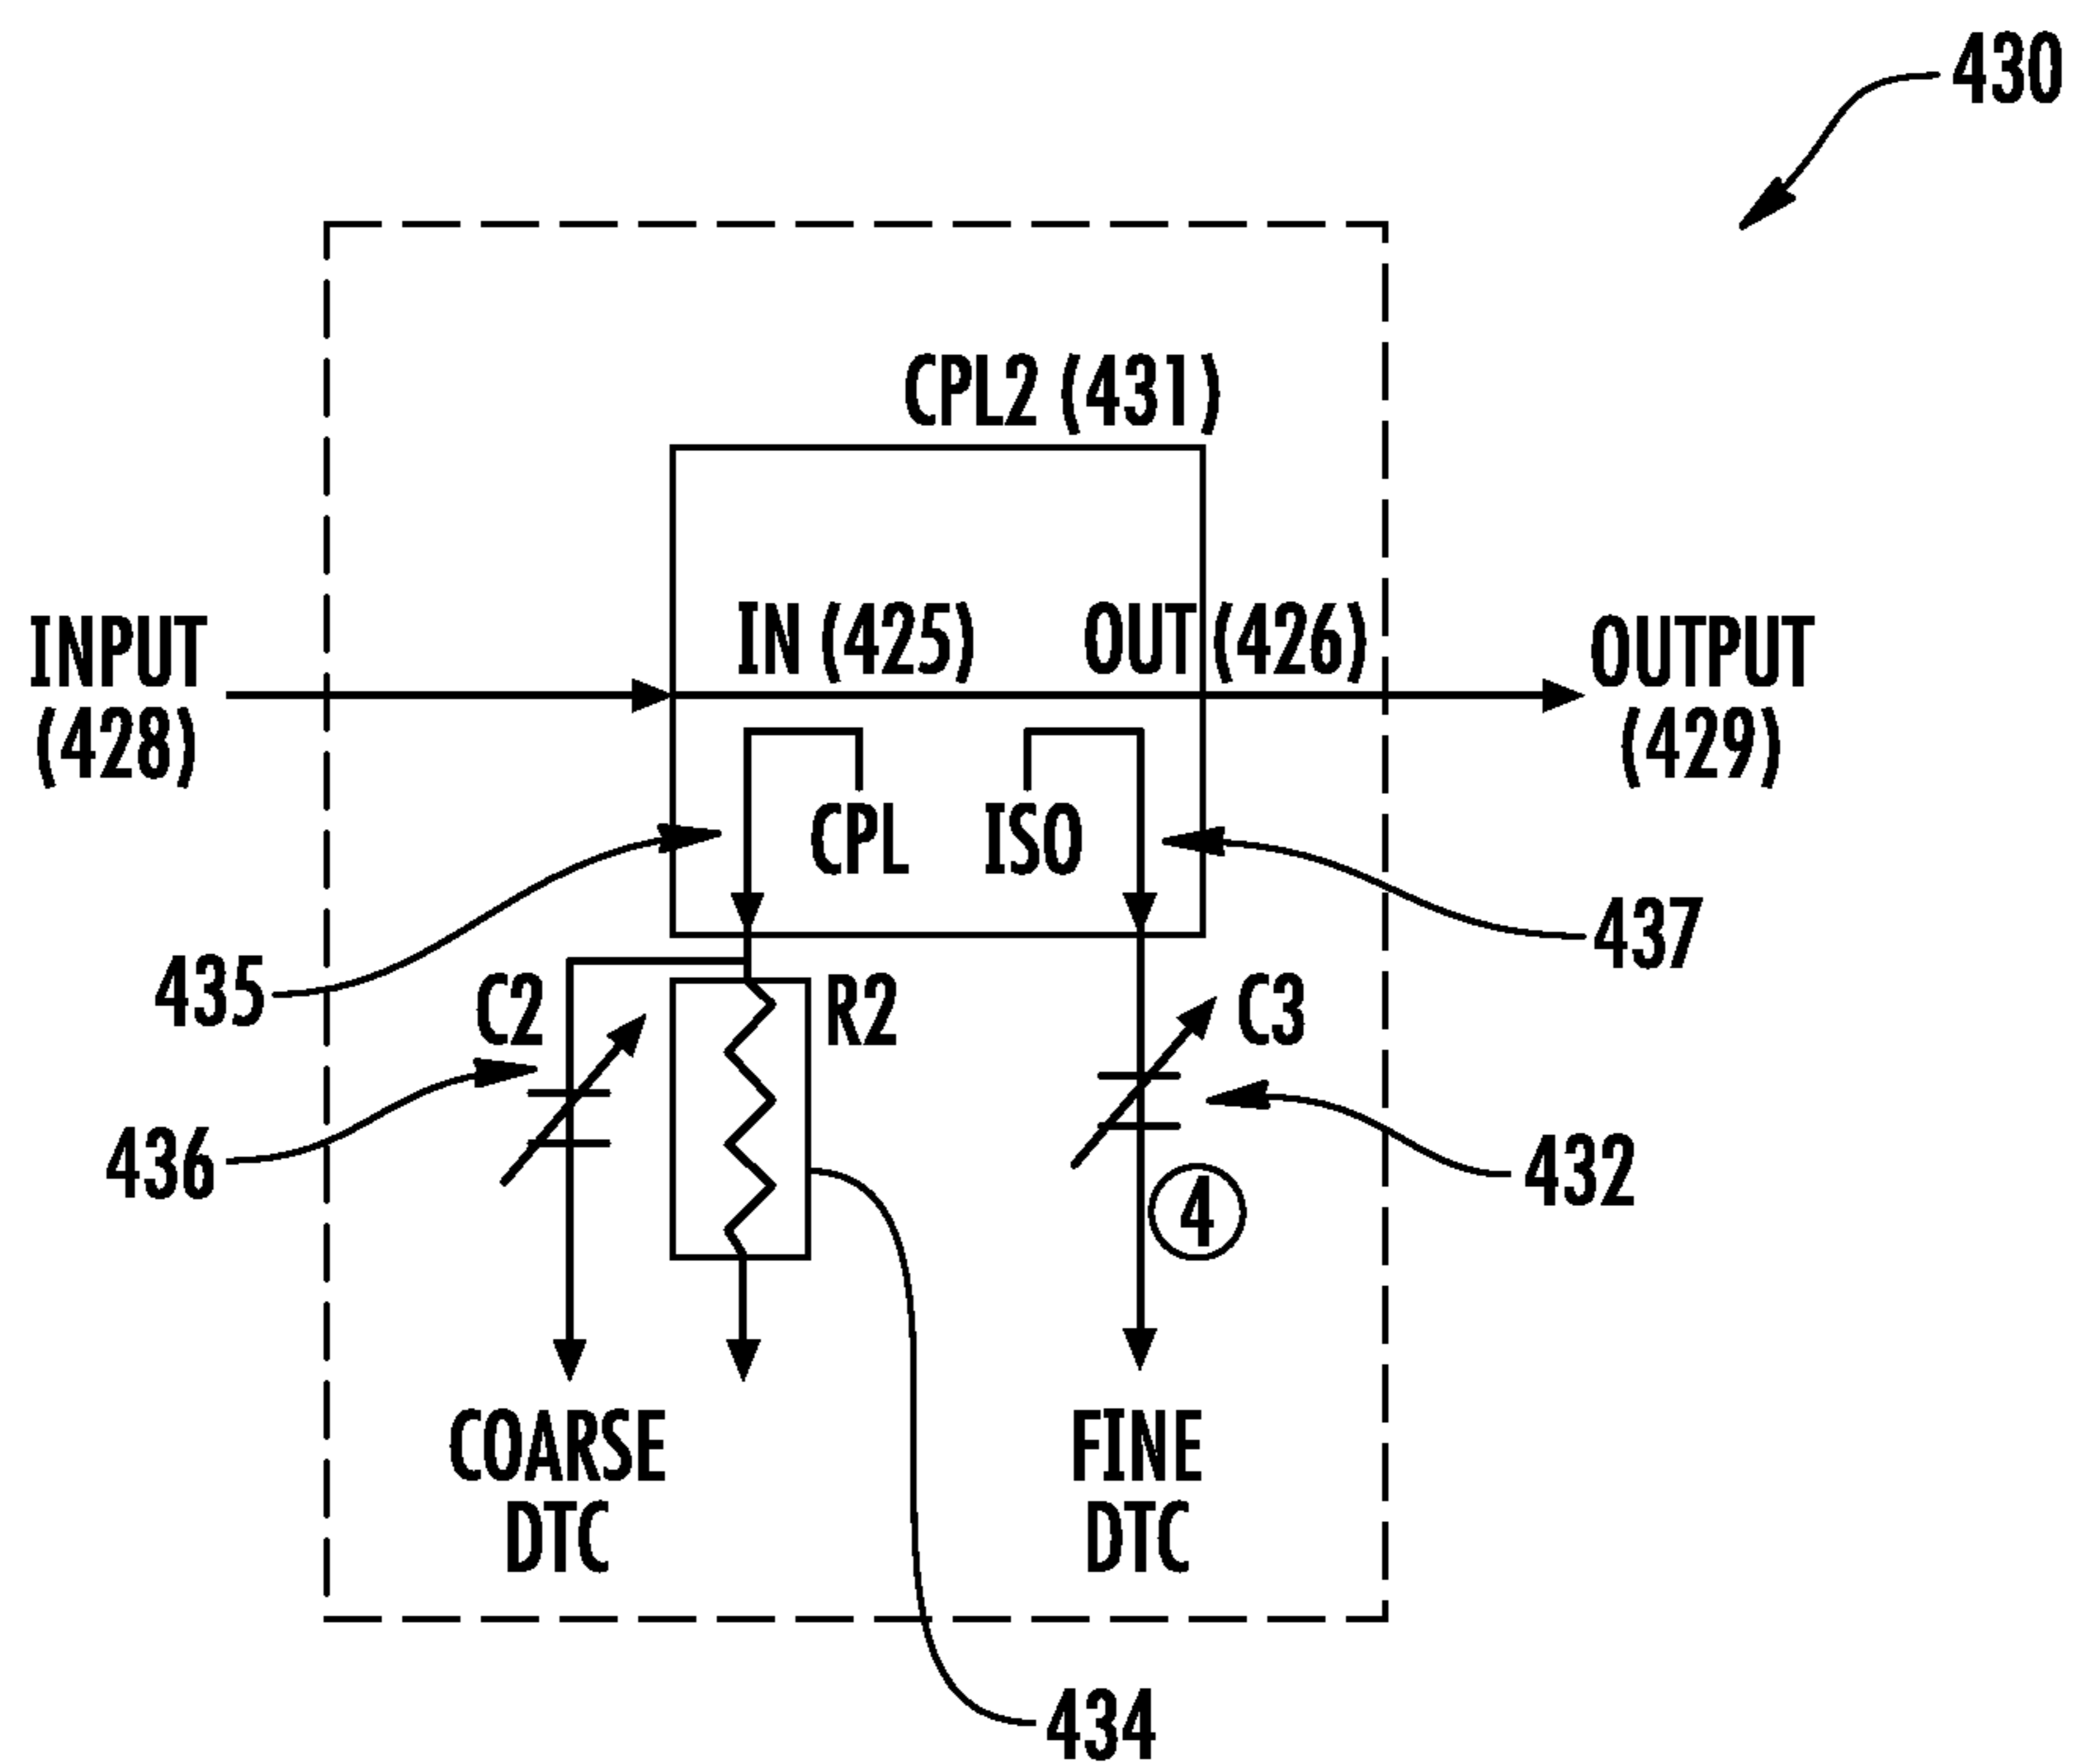 430
CPL2 (431)
IN (425)
OUT (426)
INPUT
(428)
OUTPUT
(429)
CPL
ISO
435
437
C2
R2
C3
436
432
4
COARSE
DTC
FINE
DTC
434